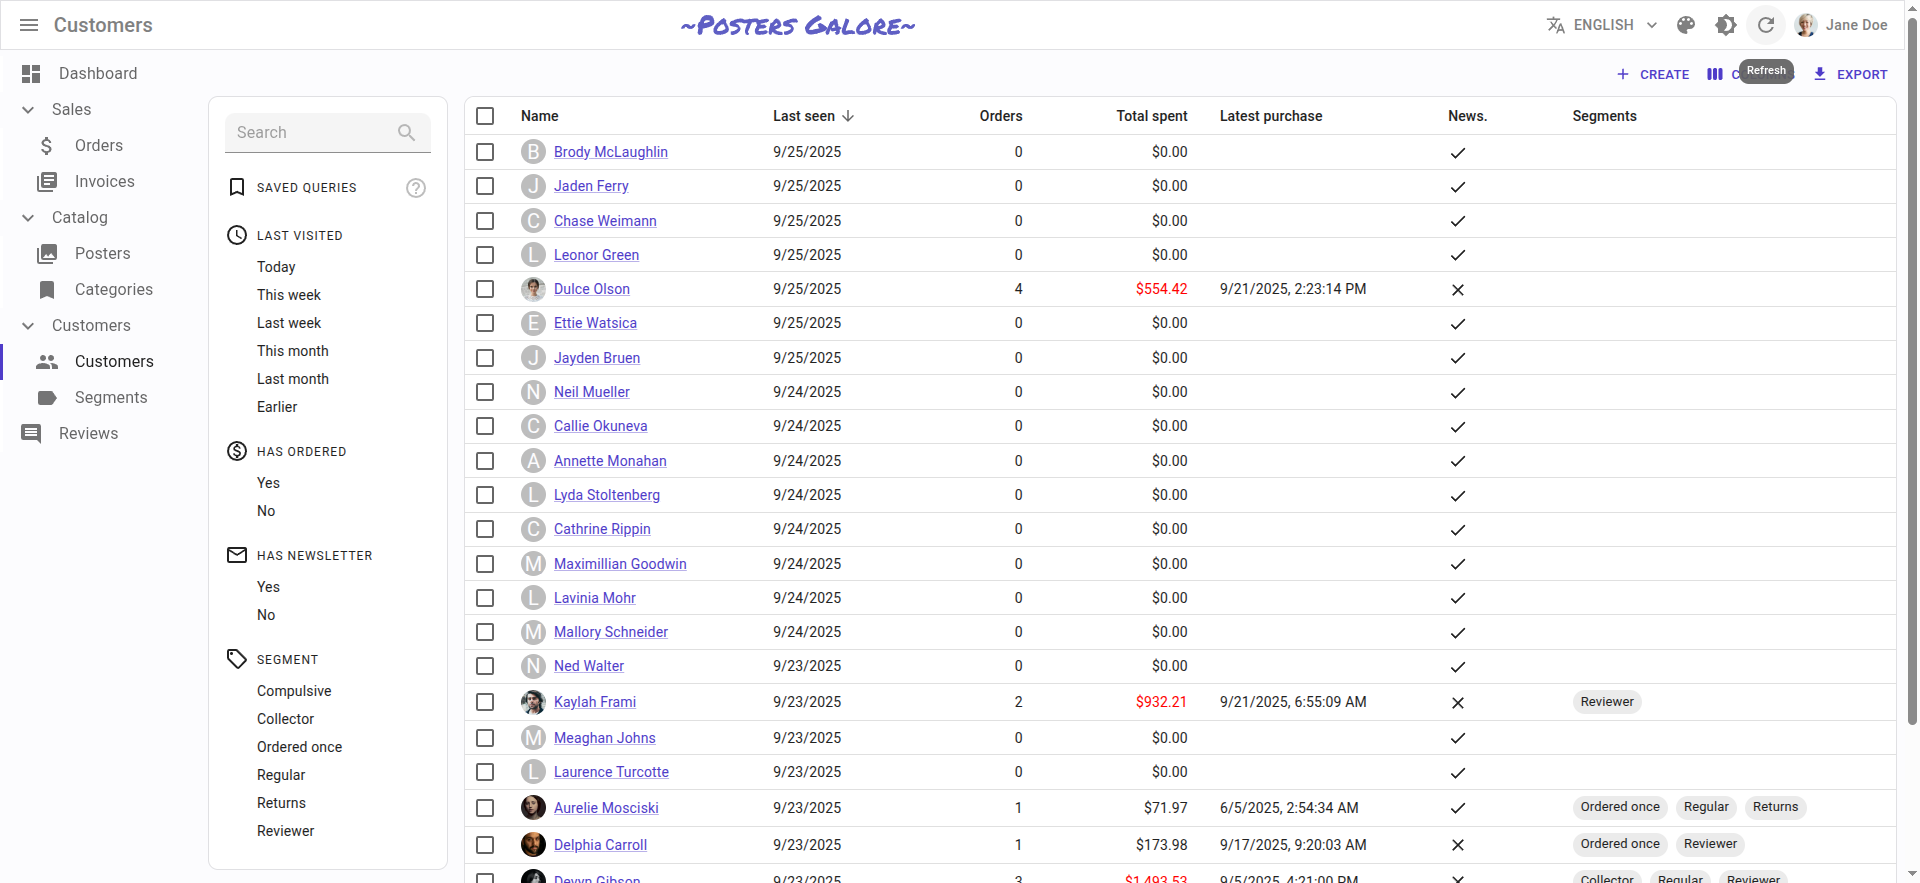 Customers
~Posters Galore~
ENGLISH
Jane Doe
Dashboard
Sales
Orders
Invoices
Catalog
Posters
Categories
Customers
Customers
Segments
Reviews
CREATE
Refresh
EXPORT
Search
SAVED QUERIES
LAST VISITED
Today
This week
Last week
This month
Last month
Earlier
HAS ORDERED
Yes
No
HAS NEWSLETTER
Yes
No
SEGMENT
Compulsive
Collector
Ordered once
Regular
Returns
Reviewer
Name Last seen Orders Total spent Latest purchase News. Segments
B Brody McLaughlin 9/25/2025 0 $0.00
J Jaden Ferry 9/25/2025 0 $0.00
C Chase Weimann 9/25/2025 0 $0.00
L Leonor Green 9/25/2025 0 $0.00
Dulce Olson 9/25/2025 4 $554.42 9/21/2025, 2:23:14 PM
E Ettie Watsica 9/25/2025 0 $0.00
J Jayden Bruen 9/25/2025 0 $0.00
N Neil Mueller 9/24/2025 0 $0.00
C Callie Okuneva 9/24/2025 0 $0.00
A Annette Monahan 9/24/2025 0 $0.00
L Lyda Stoltenberg 9/24/2025 0 $0.00
C Cathrine Rippin 9/24/2025 0 $0.00
M Maximillian Goodwin 9/24/2025 0 $0.00
L Lavinia Mohr 9/24/2025 0 $0.00
M Mallory Schneider 9/24/2025 0 $0.00
N Ned Walter 9/23/2025 0 $0.00
Kaylah Frami 9/23/2025 2 $932.21 9/21/2025, 6:55:09 AM Reviewer
M Meaghan Johns 9/23/2025 0 $0.00
L Laurence Turcotte 9/23/2025 0 $0.00
Aurelie Mosciski 9/23/2025 1 $71.97 6/5/2025, 2:54:34 AM Ordered once Regular Returns
Delphia Carroll 9/23/2025 1 $173.98 9/17/2025, 9:20:03 AM Ordered once Reviewer
Devyn Gibson 9/23/2025 3 $1,493.53 9/5/2025, 4:21:00 PM Collector Regular Reviewer